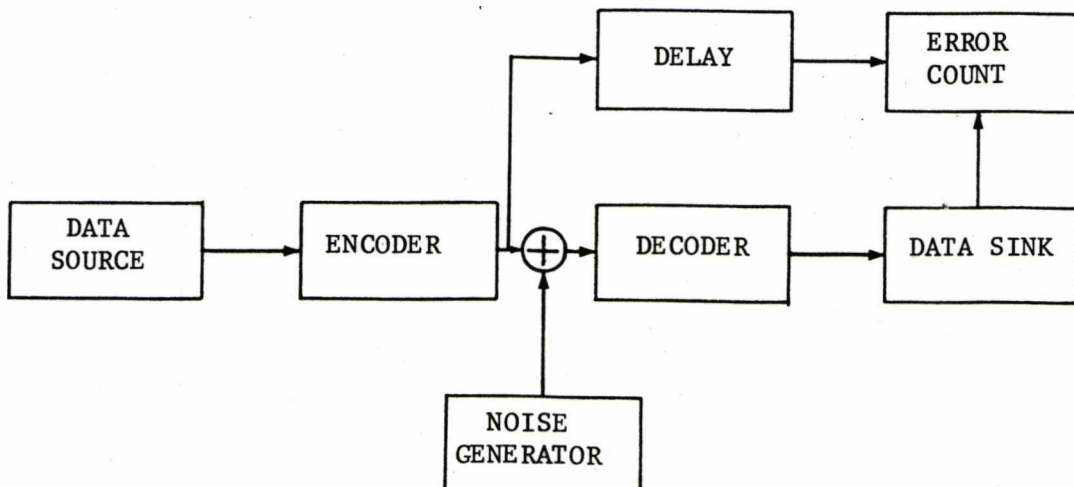 DELAY
ERROR
COUNT
DATA
SOURCE
ENCODER
DECODER
DATA SINK
NOISE
GENERATOR